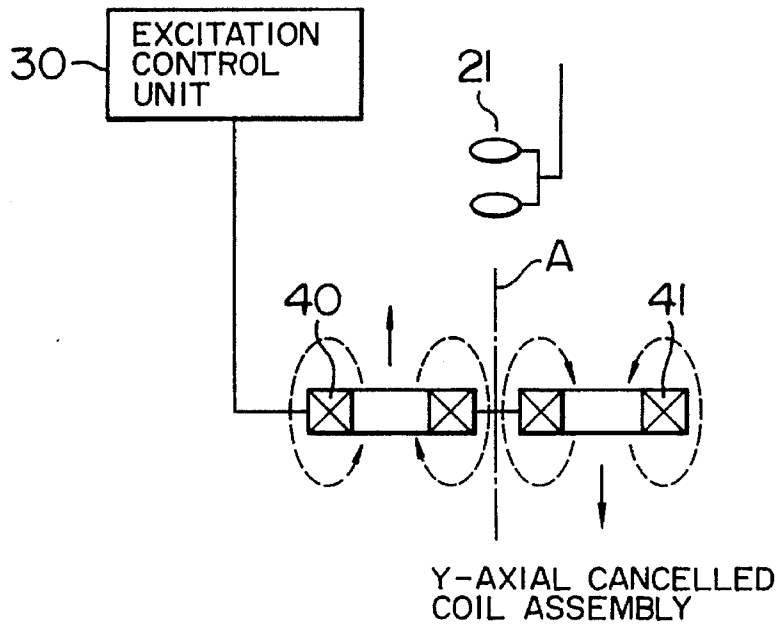 EXCITATION
CONTROL
UNIT
30
21
A
40
41
Y-AXIAL CANCELLED
COIL ASSEMBLY